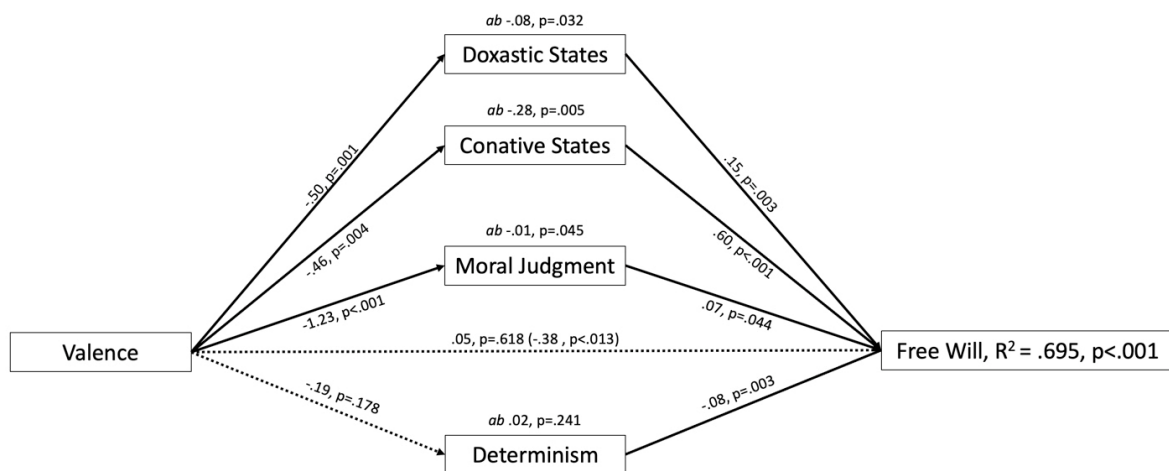 ab -.08, p=.032
Doxastic States
ab -.28, p=.005
Conative States
-.50, p=.001
.15, p=.003
-.46, p=.004
.60, p<.001
ab -.01, p=.045
Moral Judgment
-1.23, p<.001
.07, p=.044
.05, p=.618 (-.38 , p<.013)
Valence
Free Will, R² = .695, p<.001
-.19, p=.178
-.08, p=.003
ab .02, p=.241
Determinism